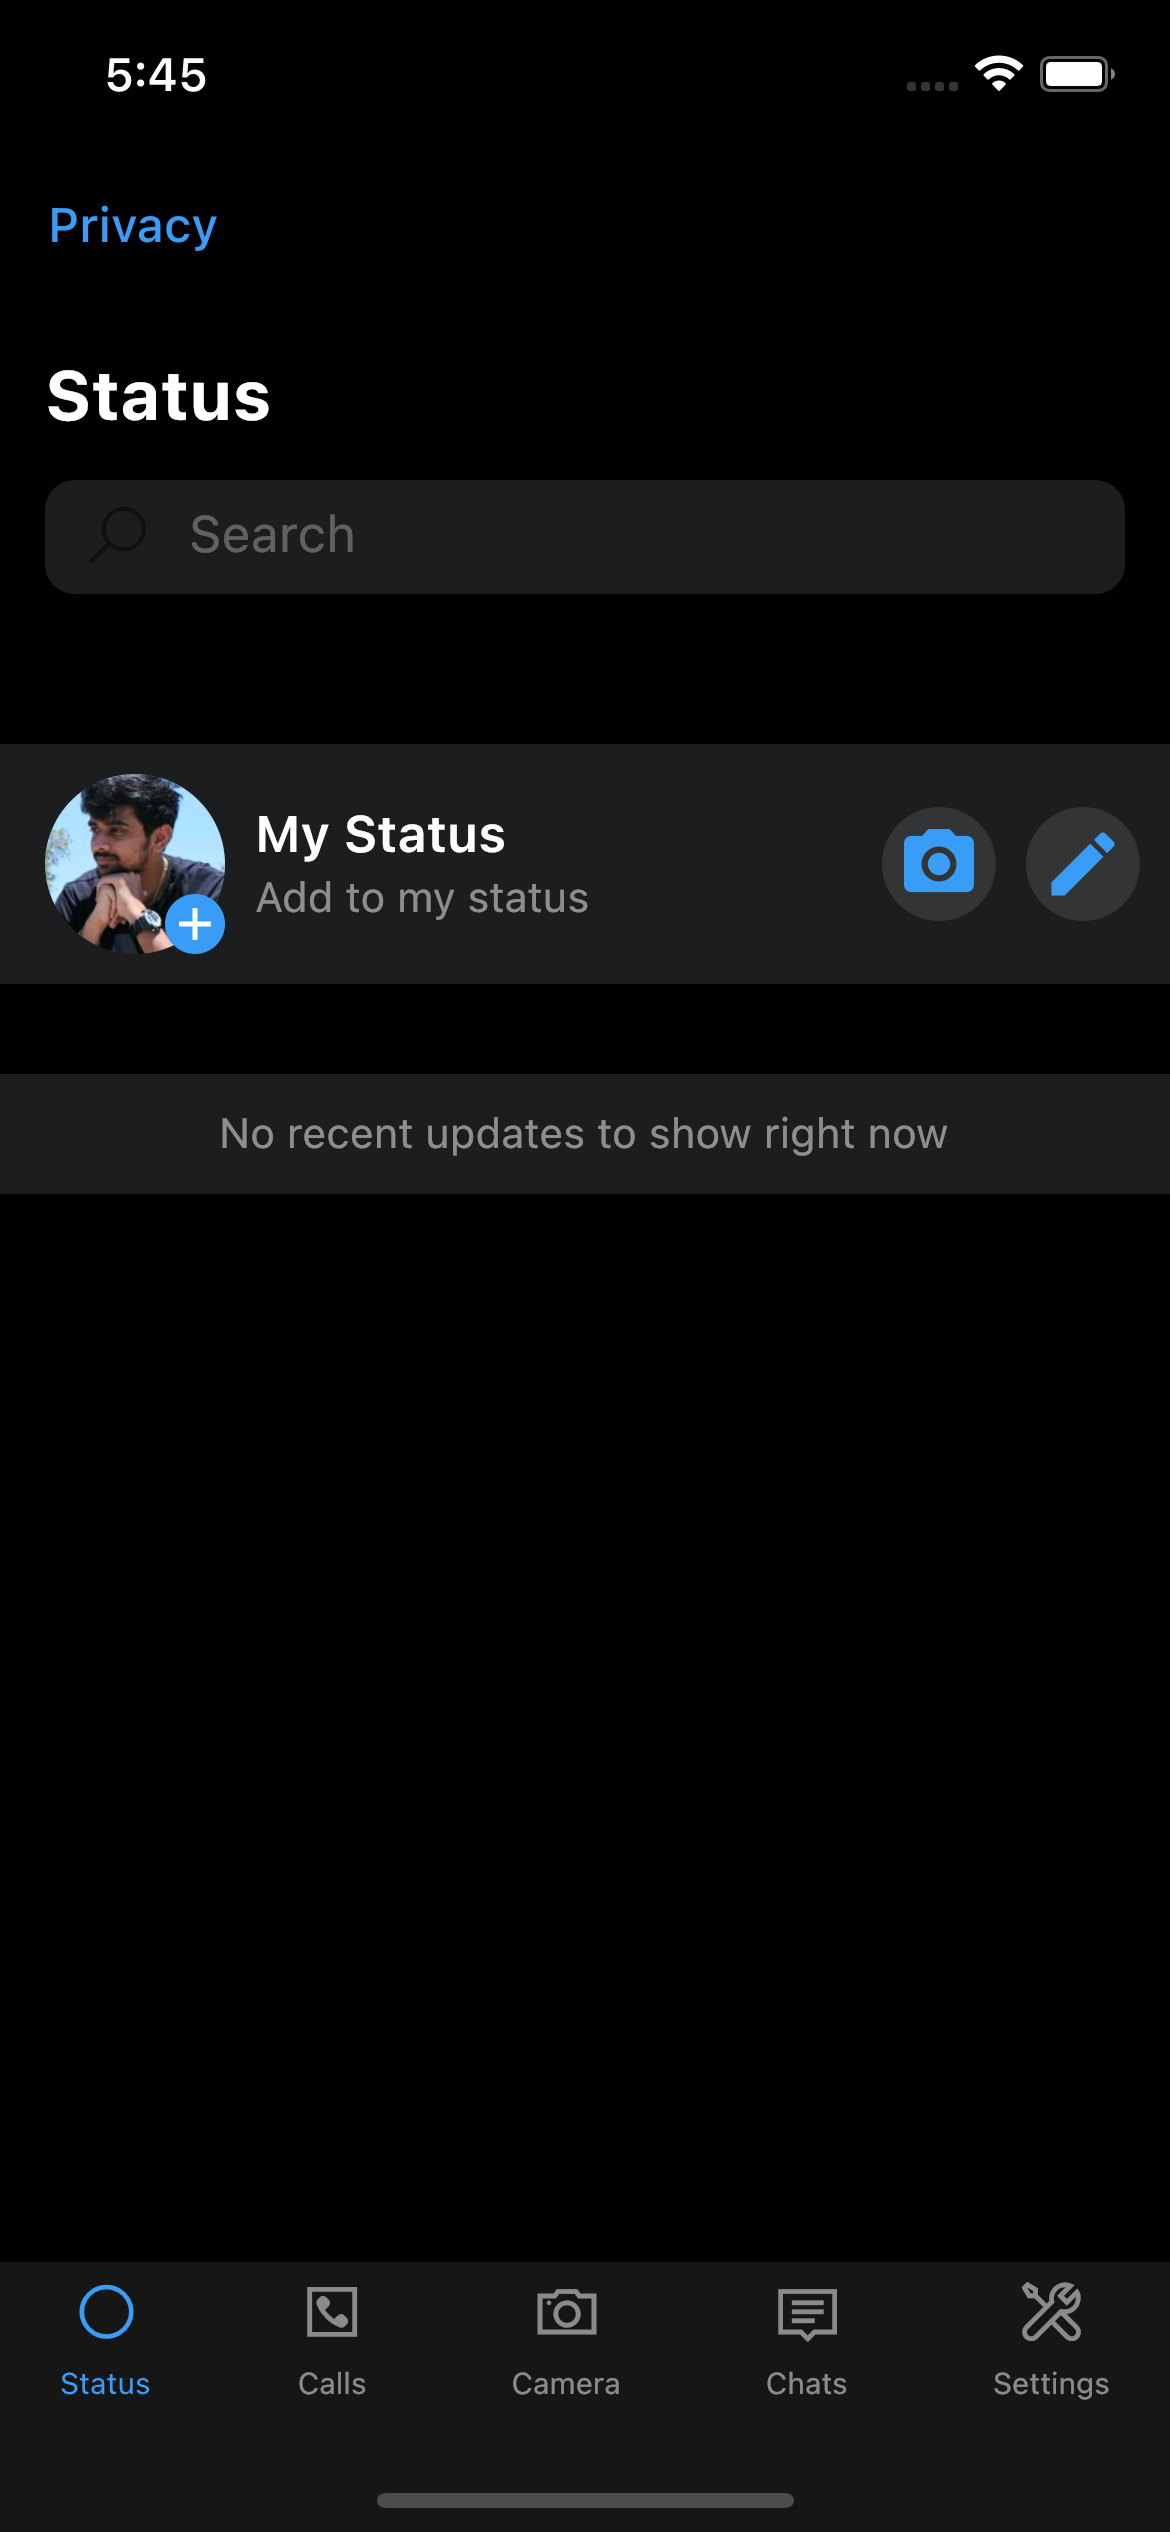 5:45
Privacy
Status
Search
My Status
Add to my status
No recent updates to show right now
Status
Calls
Camera
Chats
Settings